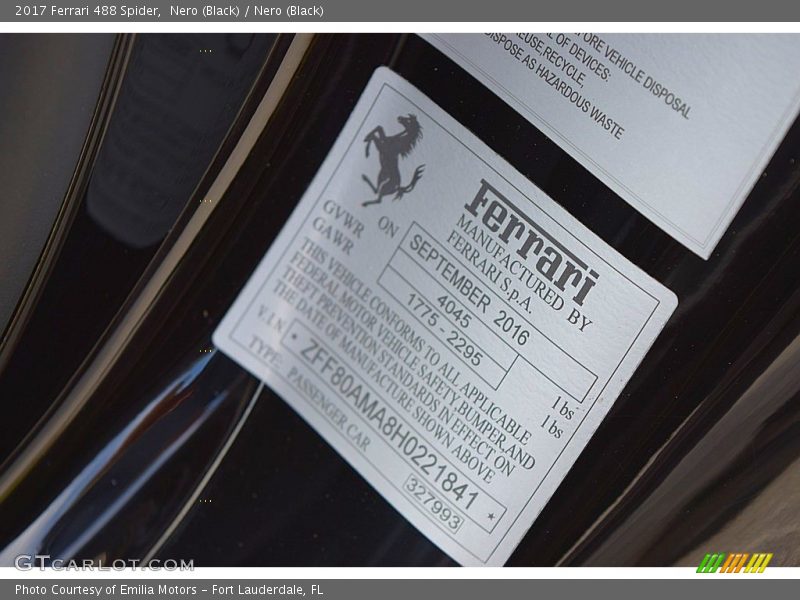 2017 Ferrari 488 Spider,  Nero (Black) / Nero (Black)
VEHICLE DISPOSAL
OF DEVICES.
REUSE,RECYCLE,
DISPOSE AS HAZARDOUS WASTE
Ferrari
MANUFACTURED BY
FERRARI S.p.A.
ON SEPTEMBER 2016
GVWR 4045 lbs
GAWR 1775 - 2295 lbs
THIS VEHICLE CONFORMS TO ALL APPLICABLE
FEDERAL MOTOR VEHICLE SAFETY,BUMPER,AND
THEFT PREVENTION STANDARDS IN EFFECT ON
THE DATE OF MANUFACTURE SHOWN ABOVE
V.I.N. * ZFF80AMA8H0221841 *
TYPE: PASSENGER CAR 327993
GTCARLOT.COM
Photo Courtesy of Emilia Motors – Fort Lauderdale, FL